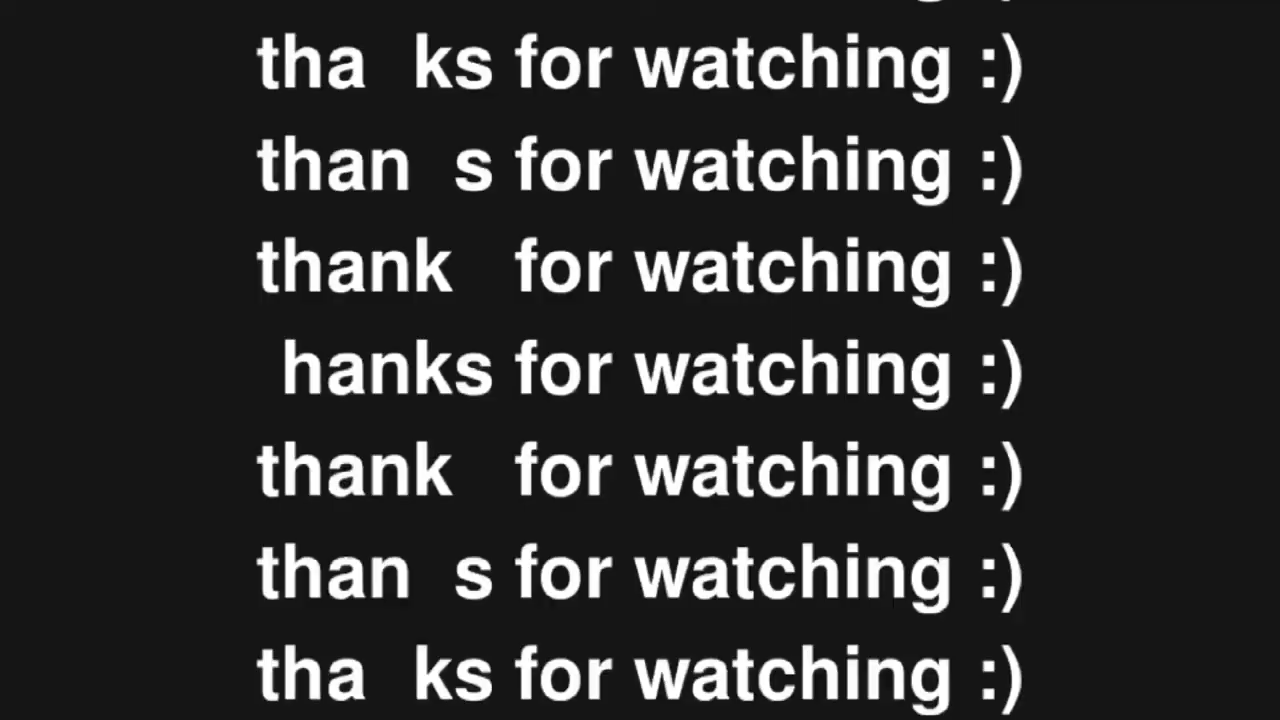 tha  ks for watching :)
than  s for watching :)
thank   for watching :)
 hanks for watching :)
thank   for watching :)
than  s for watching :)
tha  ks for watching :)